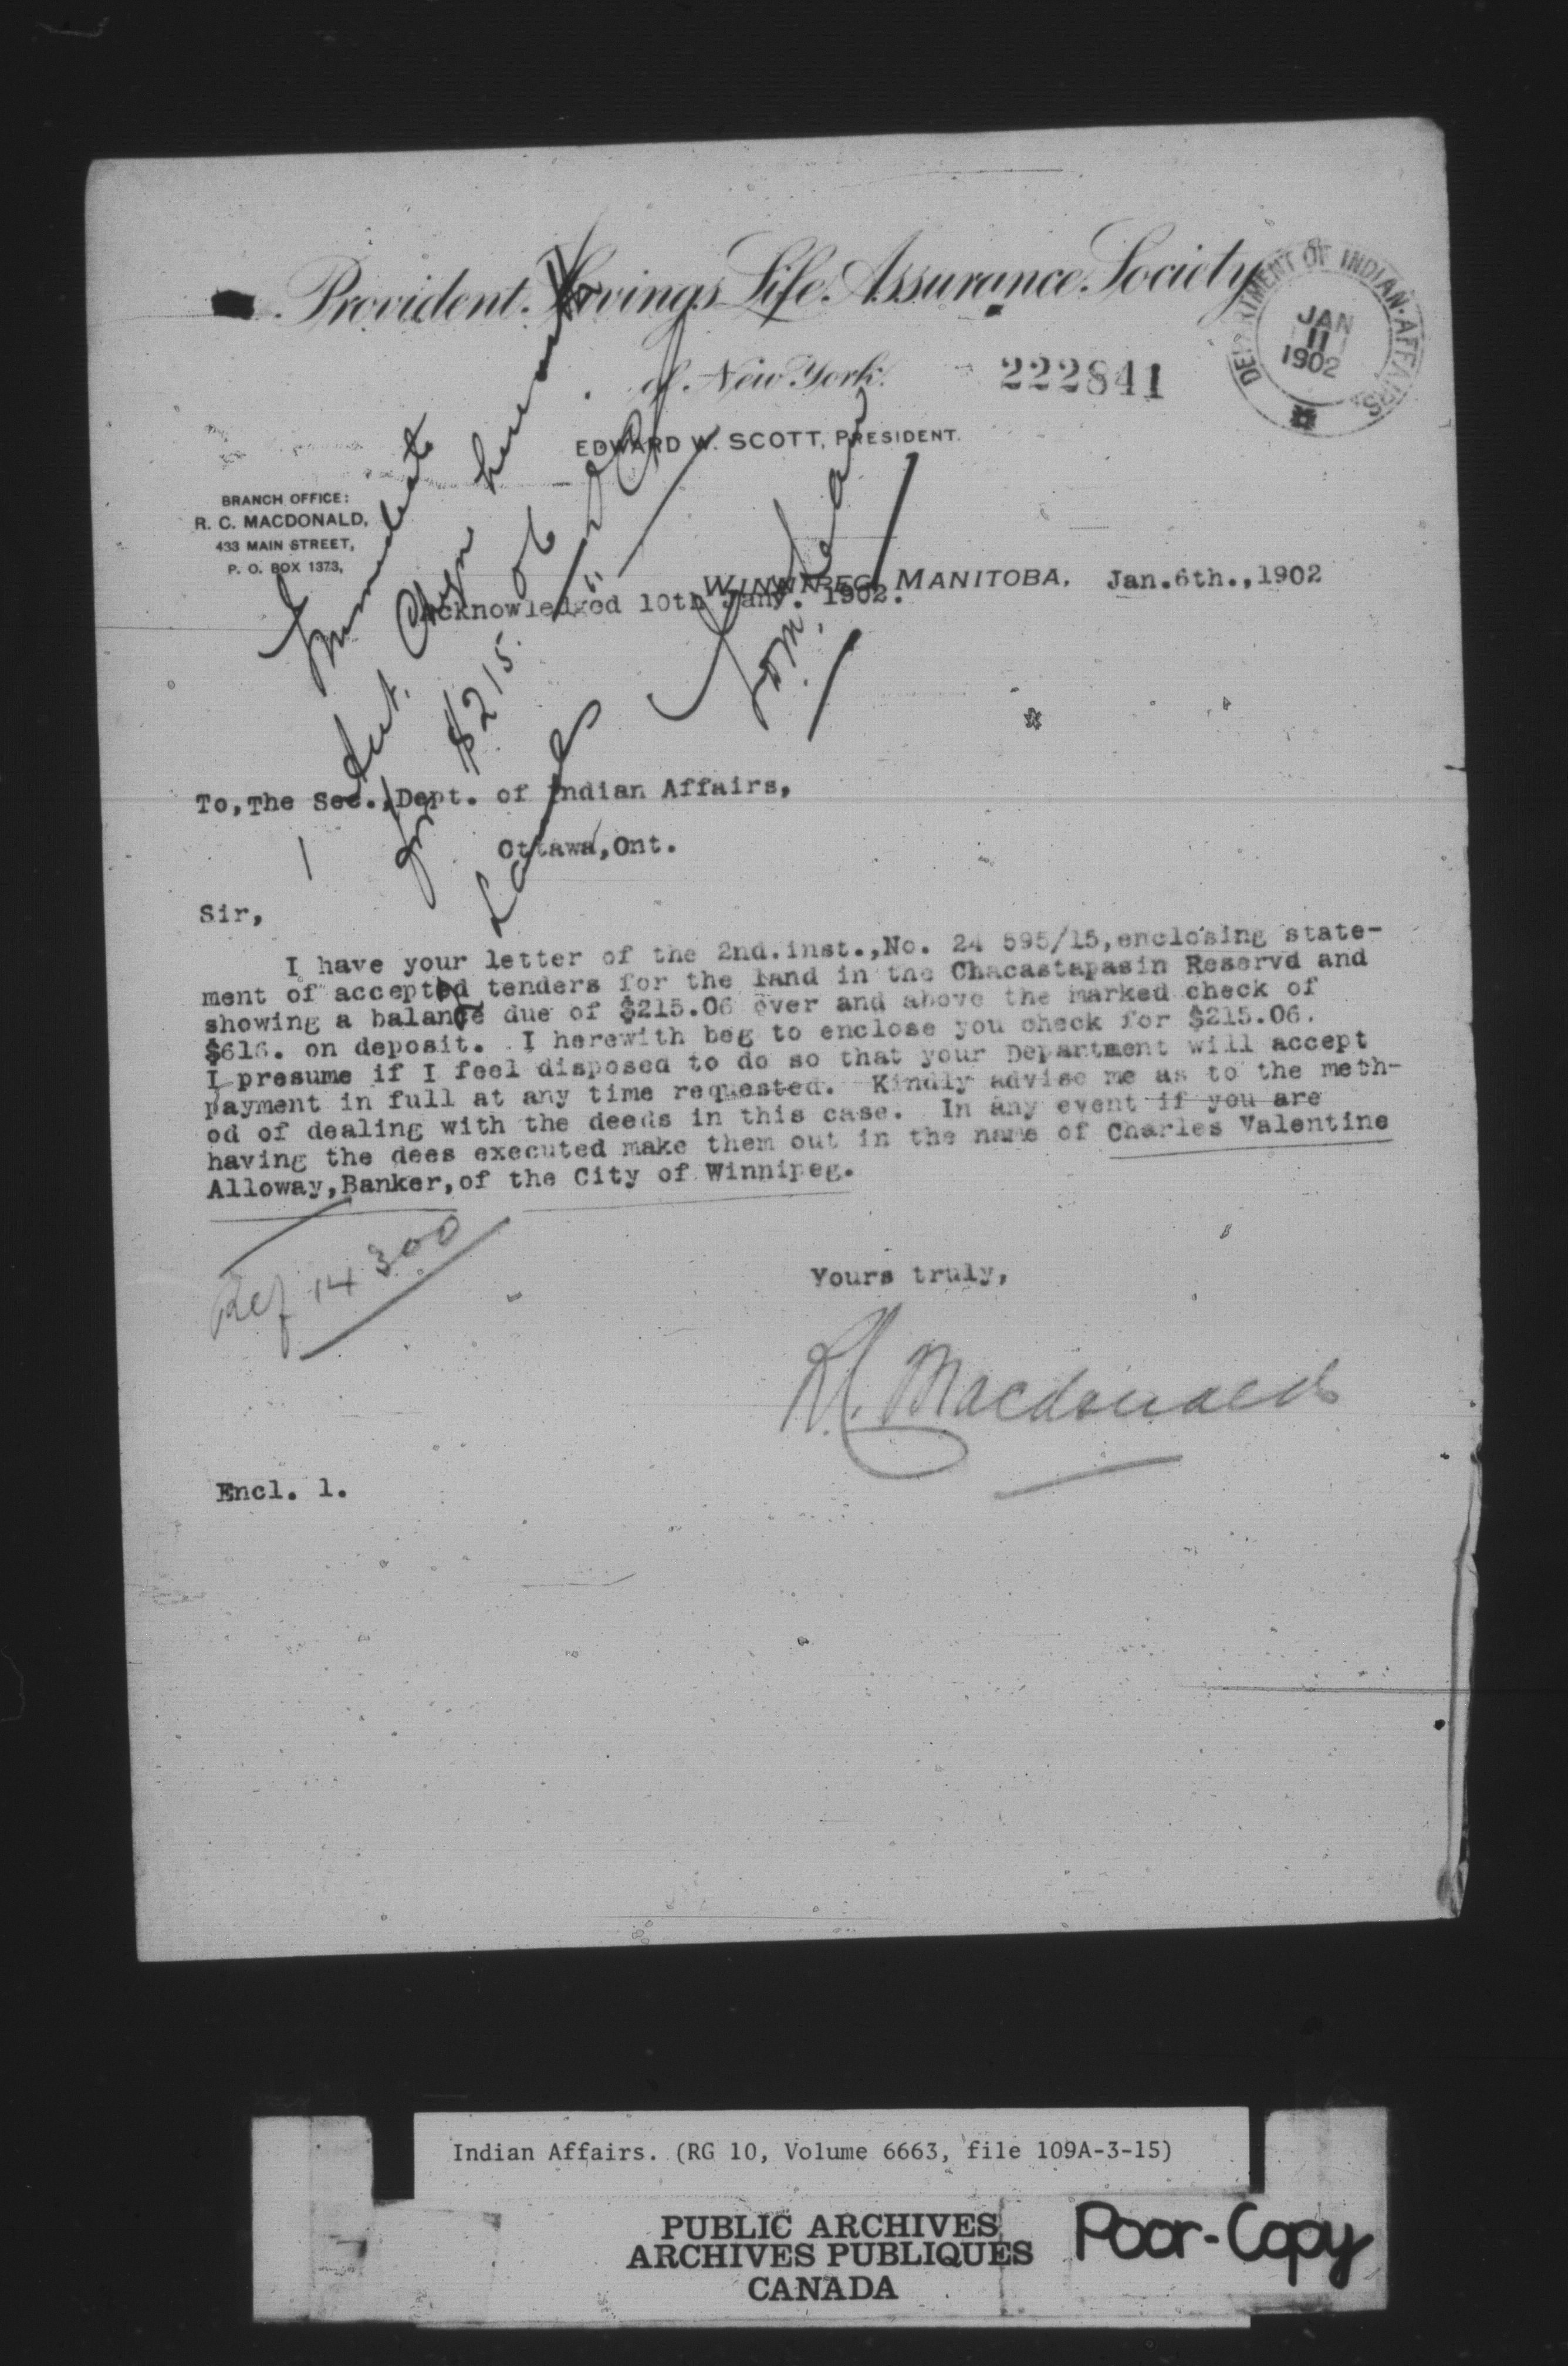 Provident Savings Life Assurance Society
of New York.
222841
DEPARTMENT OF INDIAN AFFAIRS
JAN
11
1902
EDWARD W. SCOTT, PRESIDENT.
BRANCH OFFICE:
R. C. MACDONALD,
433 MAIN STREET,
P. O. BOX 1373,
WINNIPEG, MANITOBA, Jan.6th.,1902
Acknowledged 10th Jany. 1902.
Immediate
$215.
To,The Sec.,Dept. of Indian Affairs,
Ottawa,Ont.
Sir,
I have your letter of the 2nd.inst.,No. 24 595/15,enclosing state-
ment of accepted tenders for the land in the Chacastapasin Reservd and
showing a balance due of $215.06 over and above the marked check of
$616. on deposit. I herewith beg to enclose you check for $215.06.
I presume if I feel disposed to do so that your Department will accept
payment in full at any time requested. Kindly advise me as to the meth-
od of dealing with the deeds in this case. In any event if you are
having the dees executed make them out in the name of Charles Valentine
Alloway,Banker,of the City of Winnipeg.
Ref 14300
Yours truly,
R.C. Macdonald
Encl. 1.
Indian Affairs. (RG 10, Volume 6663, file 109A-3-15)
PUBLIC ARCHIVES
ARCHIVES PUBLIQUES
CANADA
Poor-Copy